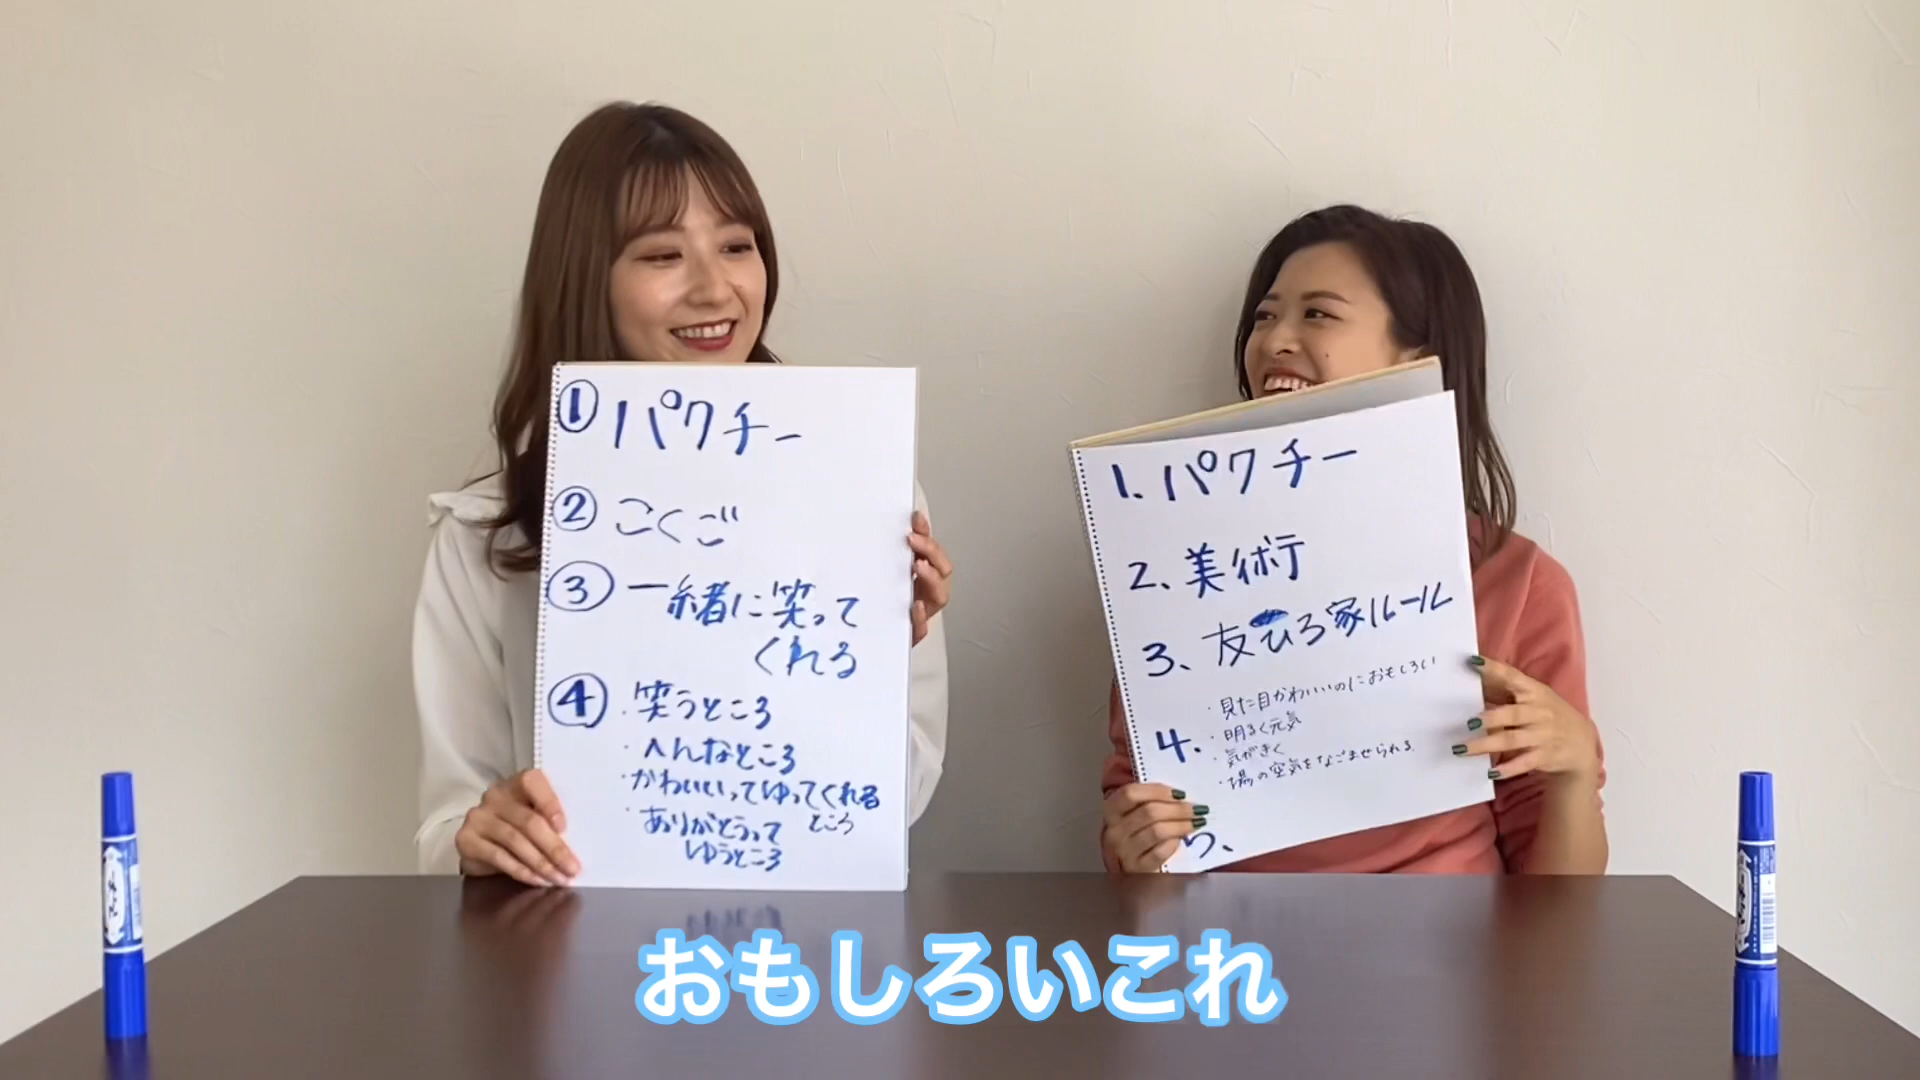 ① パクチー
② こくご
③ 一緒に笑って
くれる
④ ・笑うところ
・へんなところ
・かわいいってゆってくれる
ところ
・ありがとうって
ゆうところ
1. パクチー
2. 美術
3. 友ひろ家ルール
4. ・見た目かわいいのにおもしろい
・明るく元気
・気がきく
・場の空気をなごませられる
5.
おもしろいこれ